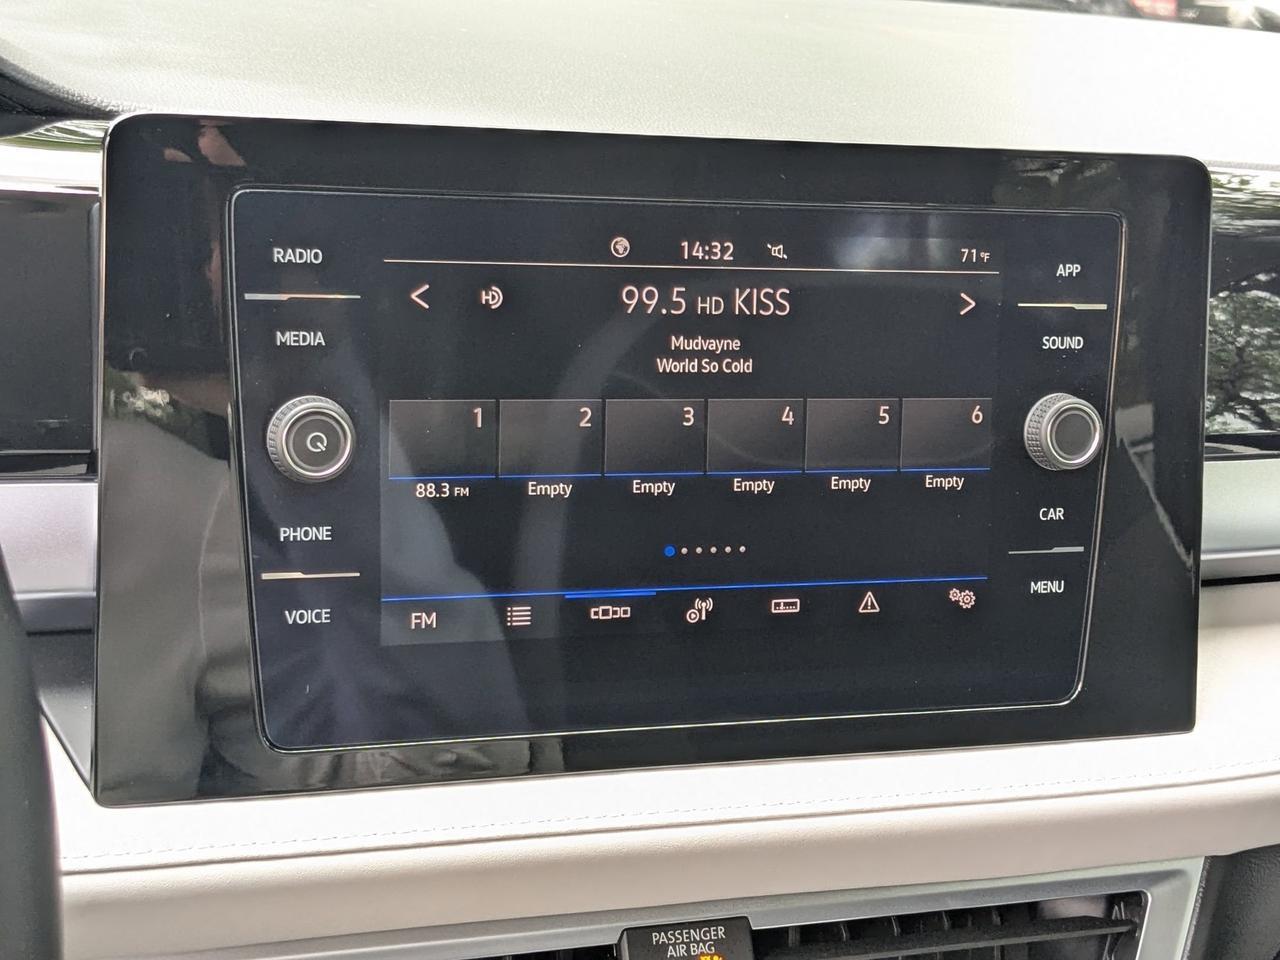 RADIO
MEDIA
PHONE
VOICE
14:32
71°F
< HD 99.5 HD KISS >
Mudvayne
World So Cold
1 2 3 4 5 6
88.3 FM Empty Empty Empty Empty Empty
FM
APP
SOUND
CAR
MENU
PASSENGER
AIR BAG